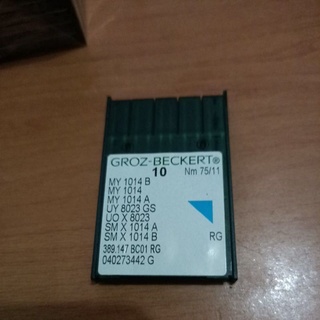 GROZ-BECKERT®
10 Nm 75/11
MY 1014 B
MY 1014
MY 1014 A
UY 8023 GS
UO X 8023
SM X 1014 A
SM X 1014 B RG
389.147 BC01 RG
040273442 G